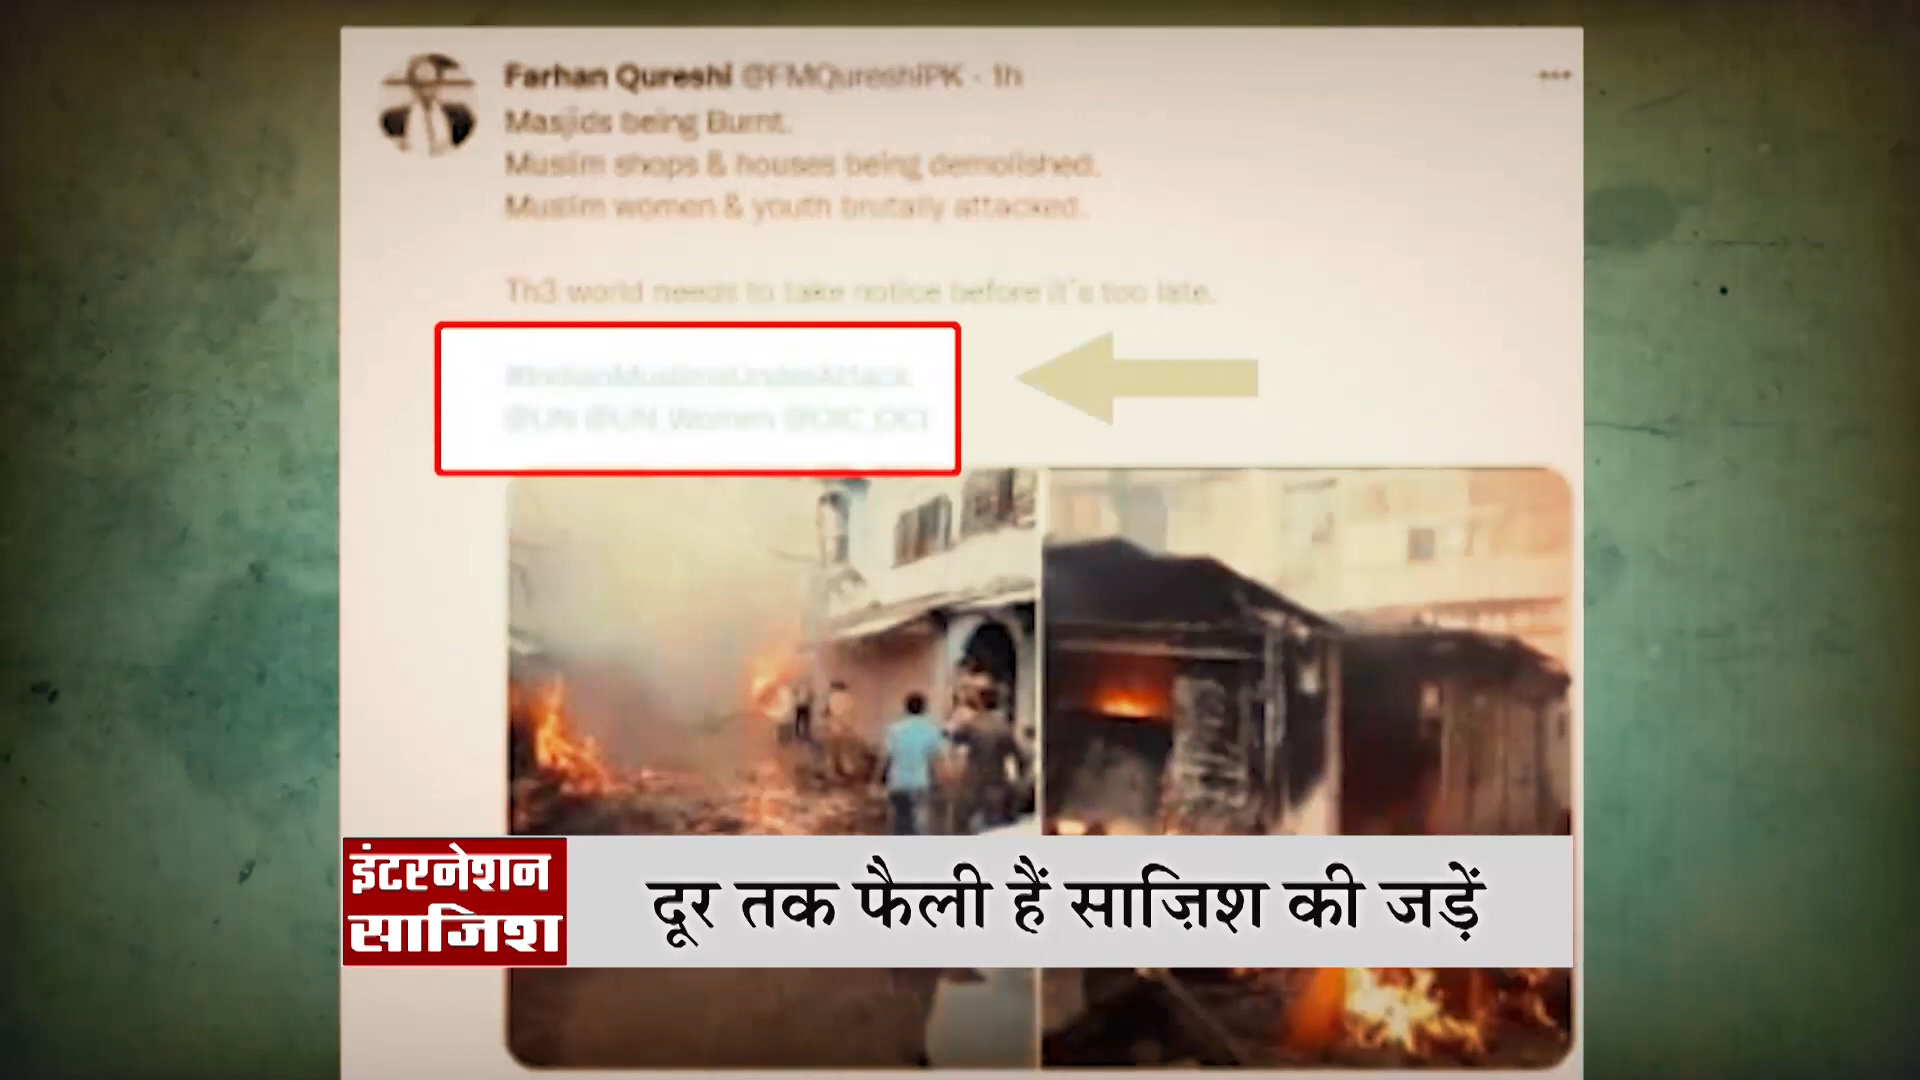 Farhan Qureshi @FMQureshiPK · 1h
Masjids being Burnt.
Muslim shops & houses being demolished.
Muslim women & youth brutally attacked.
Th3 world needs to take notice before it's too late.
#IndianMuslimsUnderAttack
@UN @UN_Women @OIC_OCI
इंटरनेशन
साजिश
दूर तक फैली हैं साज़िश की जड़ें